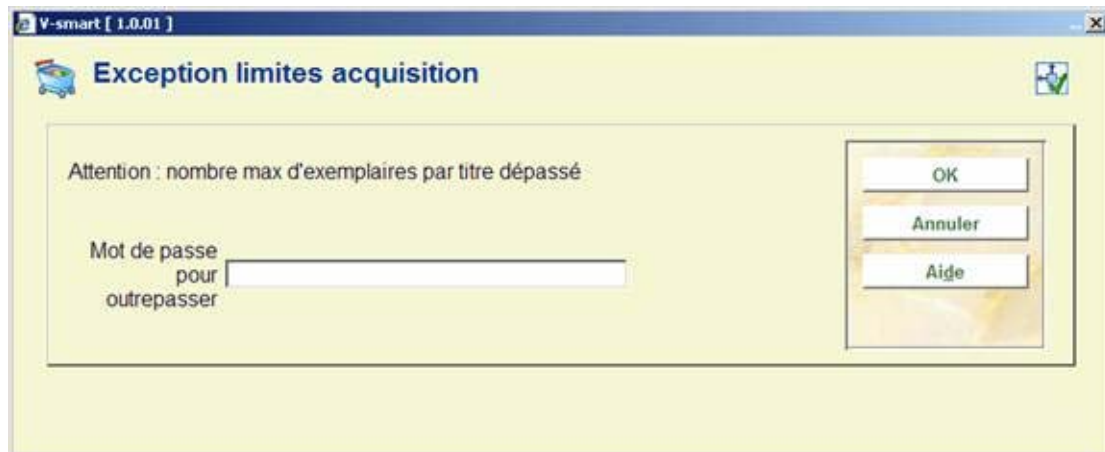 V-smart [ 1.0.01 ]
Exception limites acquisition
Attention : nombre max d'exemplaires par titre dépassé
OK
Annuler
Aide
Mot de passe
pour
outrepasser